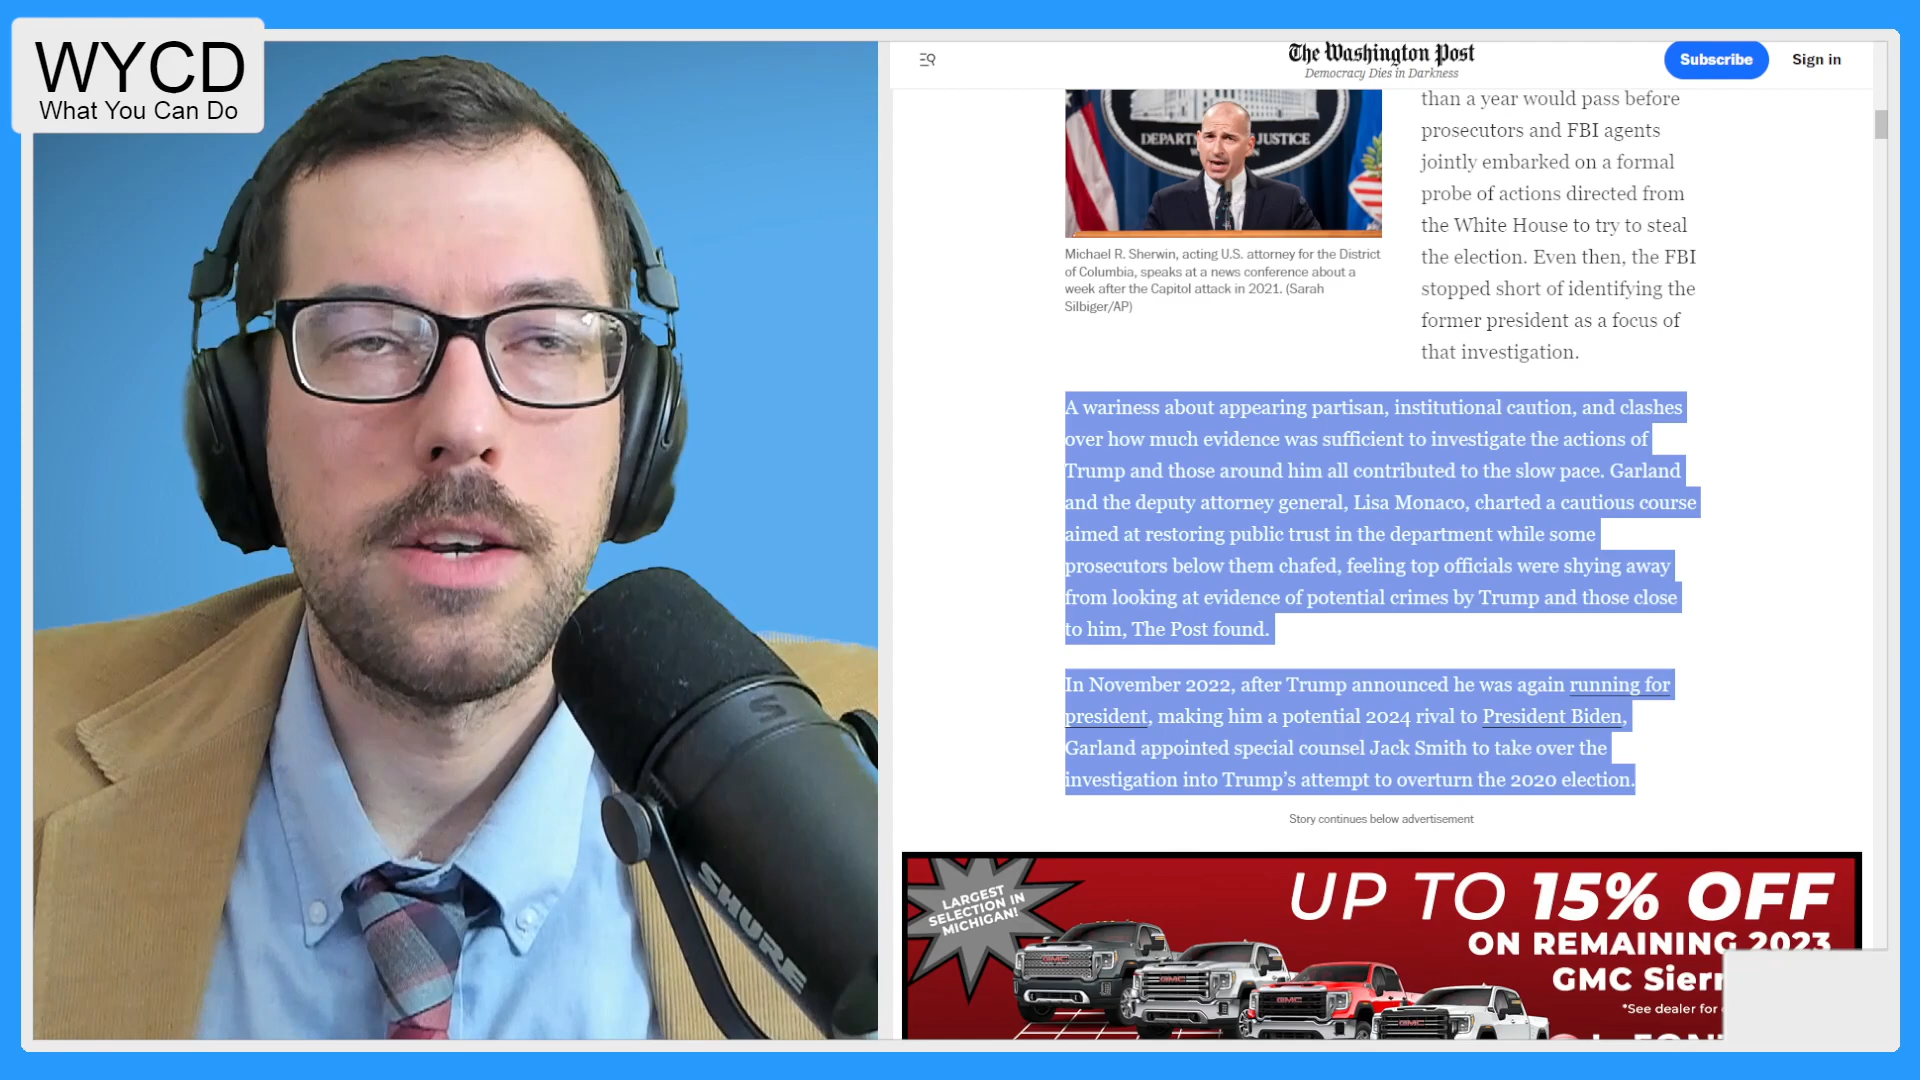 WYCD
What You Can Do
The Washington Post
Democracy Dies in Darkness
Subscribe
Sign in
DEPARTMENT JUSTICE
Michael R. Sherwin, acting U.S. attorney for the District
of Columbia, speaks at a news conference about a
week after the Capitol attack in 2021. (Sarah
Silbiger/AP)
than a year would pass before
prosecutors and FBI agents
jointly embarked on a formal
probe of actions directed from
the White House to try to steal
the election. Even then, the FBI
stopped short of identifying the
former president as a focus of
that investigation.
A wariness about appearing partisan, institutional caution, and clashes
over how much evidence was sufficient to investigate the actions of
Trump and those around him all contributed to the slow pace. Garland
and the deputy attorney general, Lisa Monaco, charted a cautious course
aimed at restoring public trust in the department while some
prosecutors below them chafed, feeling top officials were shying away
from looking at evidence of potential crimes by Trump and those close
to him, The Post found.
In November 2022, after Trump announced he was again running for
president, making him a potential 2024 rival to President Biden,
Garland appointed special counsel Jack Smith to take over the
investigation into Trump's attempt to overturn the 2020 election.
Story continues below advertisement
LARGEST
SELECTION IN
MICHIGAN!
UP TO 15% OFF
ON REMAINING 2023
GMC Sierr
*See dealer for
GMC
GMC
GMC
GMC
SHURE